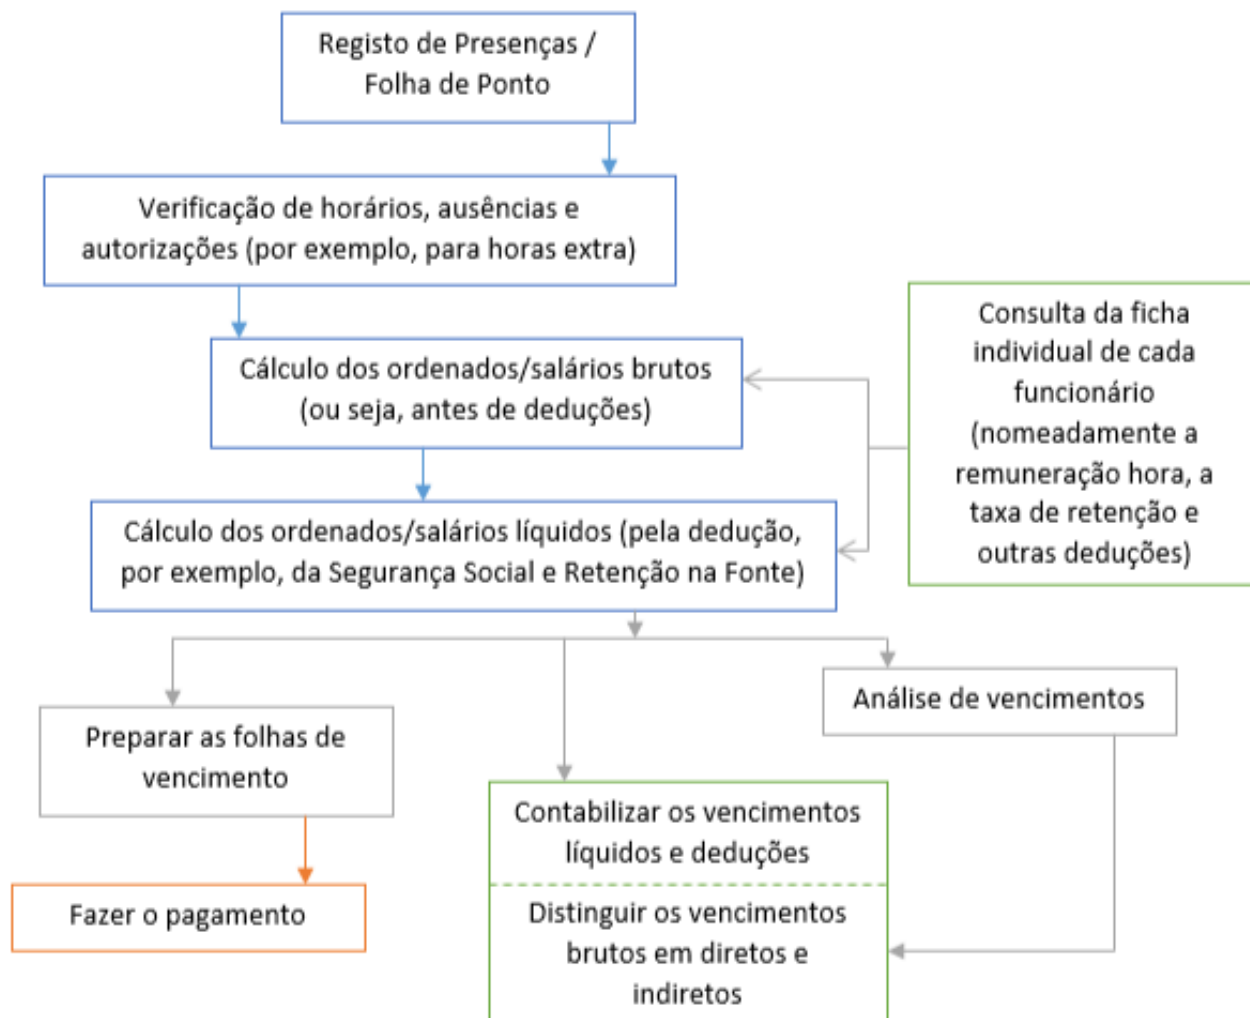 Registo de Presenças /
Folha de Ponto
Verificação de horários, ausências e
autorizações (por exemplo, para horas extra)
Consulta da ficha
individual de cada
funcionário
(nomeadamente a
remuneração hora, a
taxa de retenção e
outras deduções)
Cálculo dos ordenados/salários brutos
(ou seja, antes de deduções)
Cálculo dos ordenados/salários líquidos (pela dedução,
por exemplo, da Segurança Social e Retenção na Fonte)
Análise de vencimentos
Preparar as folhas de
vencimento
Contabilizar os vencimentos
líquidos e deduções
Fazer o pagamento
Distinguir os vencimentos
brutos em diretos e
indiretos